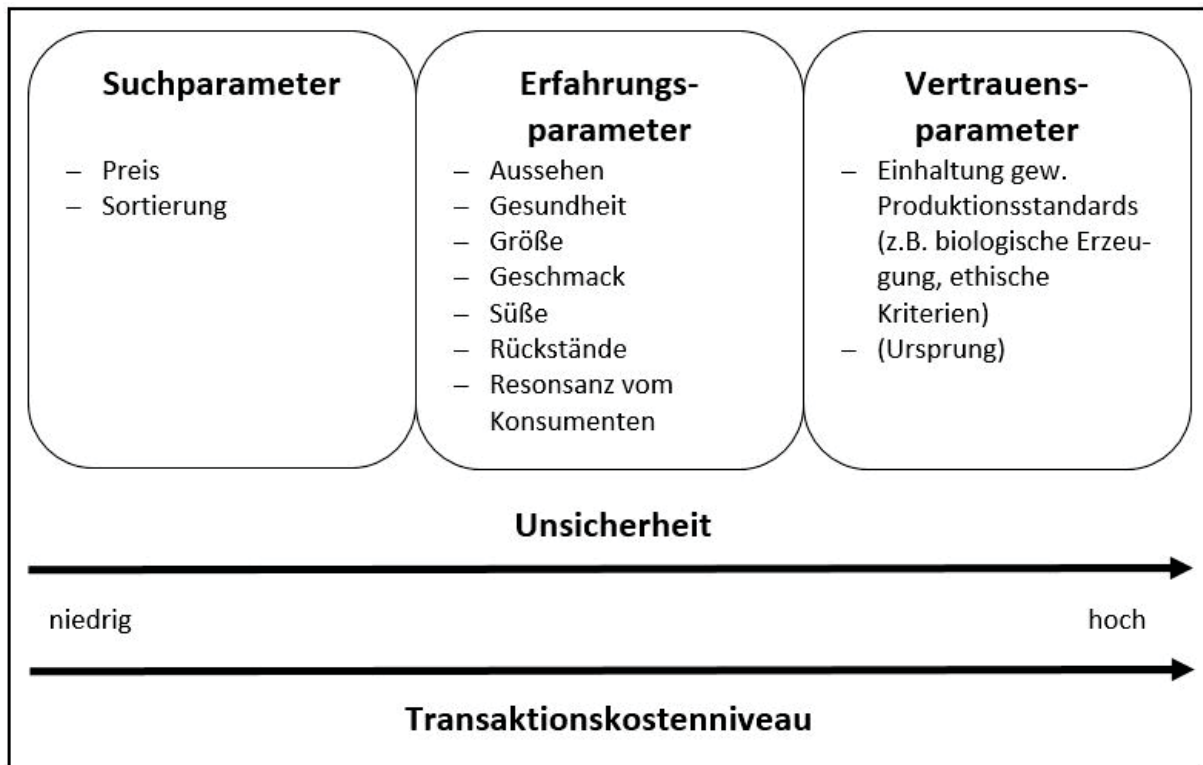 Suchparameter
– Preis
– Sortierung
Erfahrungs-
parameter
– Aussehen
– Gesundheit
– Größe
– Geschmack
– Süße
– Rückstände
– Resonsanz vom
Konsumenten
Vertrauens-
parameter
– Einhaltung gew.
Produktionsstandards
(z.B. biologische Erzeu-
gung, ethische
Kriterien)
– (Ursprung)
Unsicherheit
niedrig
hoch
Transaktionskostenniveau